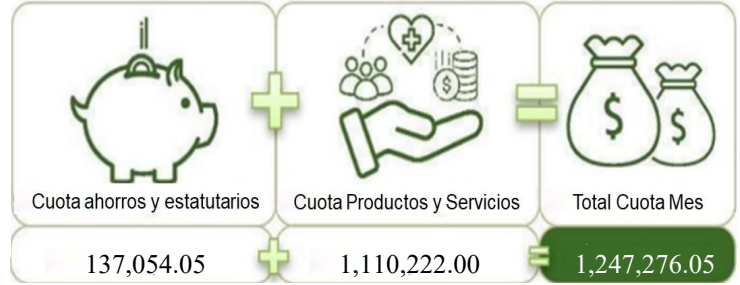 Cuota ahorros y estatutarios
Cuota Productos y Servicios
Total Cuota Mes
137,054.05 + 1,110,222.00 = 1,247,276.05